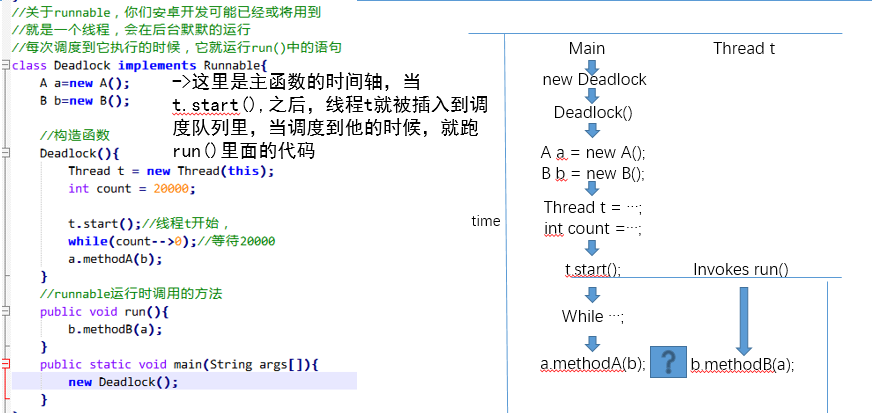 //关于runnable，你们安卓开发可能已经或将用到
//就是一个线程，会在后台默默的运行
//每次调度到它执行的时候，它就运行run()中的语句
class Deadlock implements Runnable{
A a=new A();
B b=new B();
->这里是主函数的时间轴，当
t.start(),之后，线程t就被插入到调
度队列里，当调度到他的时候，就跑
run()里面的代码
//构造函数
Deadlock(){
Thread t = new Thread(this);
int count = 20000;
t.start();//线程t开始，
while(count-->0);//等待20000
a.methodA(b);
}
//runnable运行时调用的方法
public void run(){
b.methodB(a);
}
public static void main(String args[]){
new Deadlock();
}
Main
Thread t
new Deadlock
Deadlock()
A a = new A();
B b = new B();
Thread t = ···;
int count =···;
time
t.start();
Invokes run()
While ···;
a.methodA(b);
?
b.methodB(a);